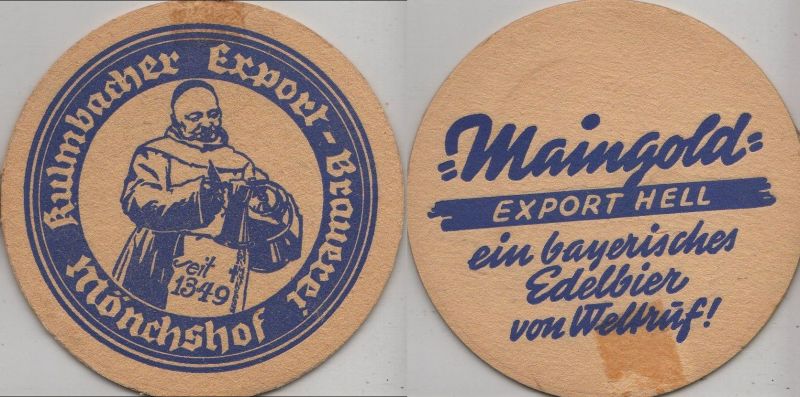 Kulmbacher Export-Brauerei
Mönchshof
seit
1349
Maingold
EXPORT HELL
ein bayerisches
Edelbier
von Weltruf!